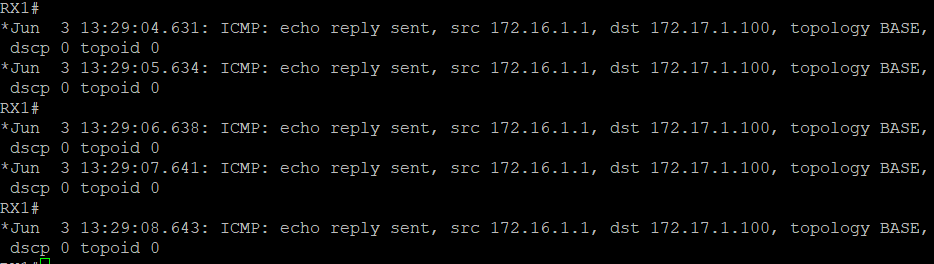 RX1#
*Jun  3 13:29:04.631: ICMP: echo reply sent, src 172.16.1.1, dst 172.17.1.100, topology BASE,
 dscp 0 topoid 0
*Jun  3 13:29:05.634: ICMP: echo reply sent, src 172.16.1.1, dst 172.17.1.100, topology BASE,
 dscp 0 topoid 0
RX1#
*Jun  3 13:29:06.638: ICMP: echo reply sent, src 172.16.1.1, dst 172.17.1.100, topology BASE,
 dscp 0 topoid 0
*Jun  3 13:29:07.641: ICMP: echo reply sent, src 172.16.1.1, dst 172.17.1.100, topology BASE,
 dscp 0 topoid 0
RX1#
*Jun  3 13:29:08.643: ICMP: echo reply sent, src 172.16.1.1, dst 172.17.1.100, topology BASE,
 dscp 0 topoid 0
RX1#